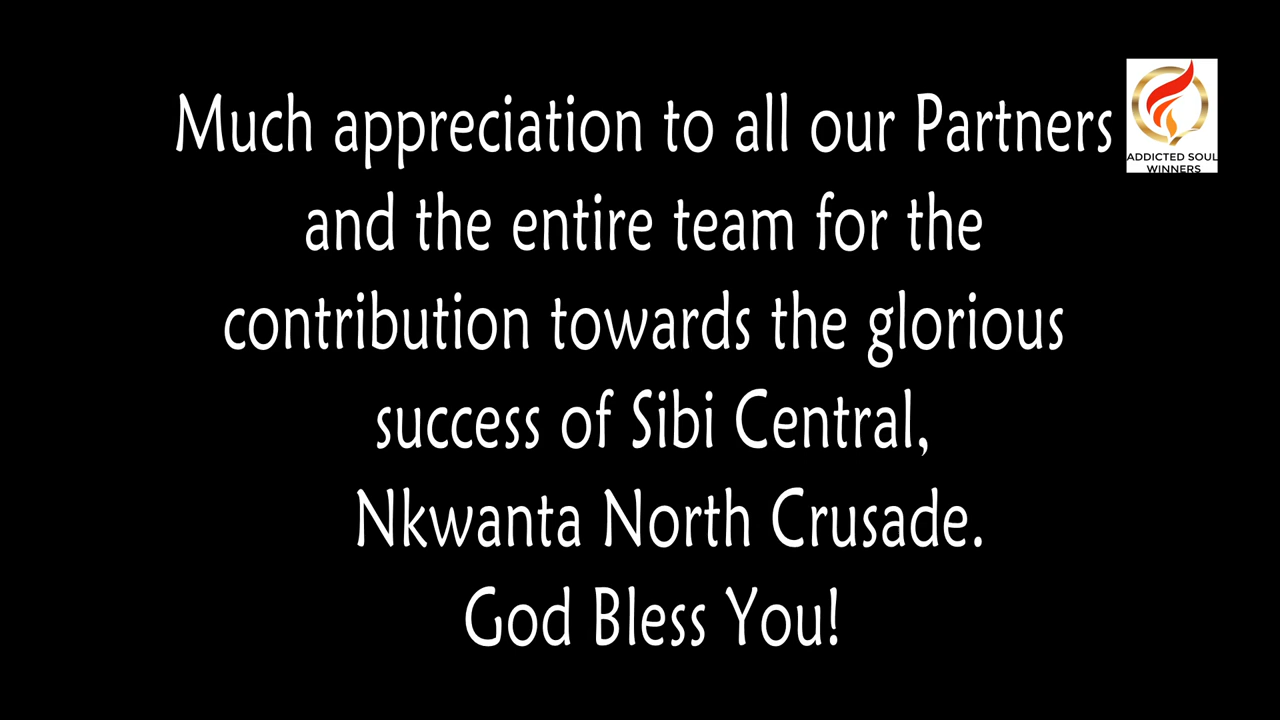 Much appreciation to all our Partners
and the entire team for the
contribution towards the glorious
success of Sibi Central,
Nkwanta North Crusade.
God Bless You!
ADDICTED SOUL
WINNERS